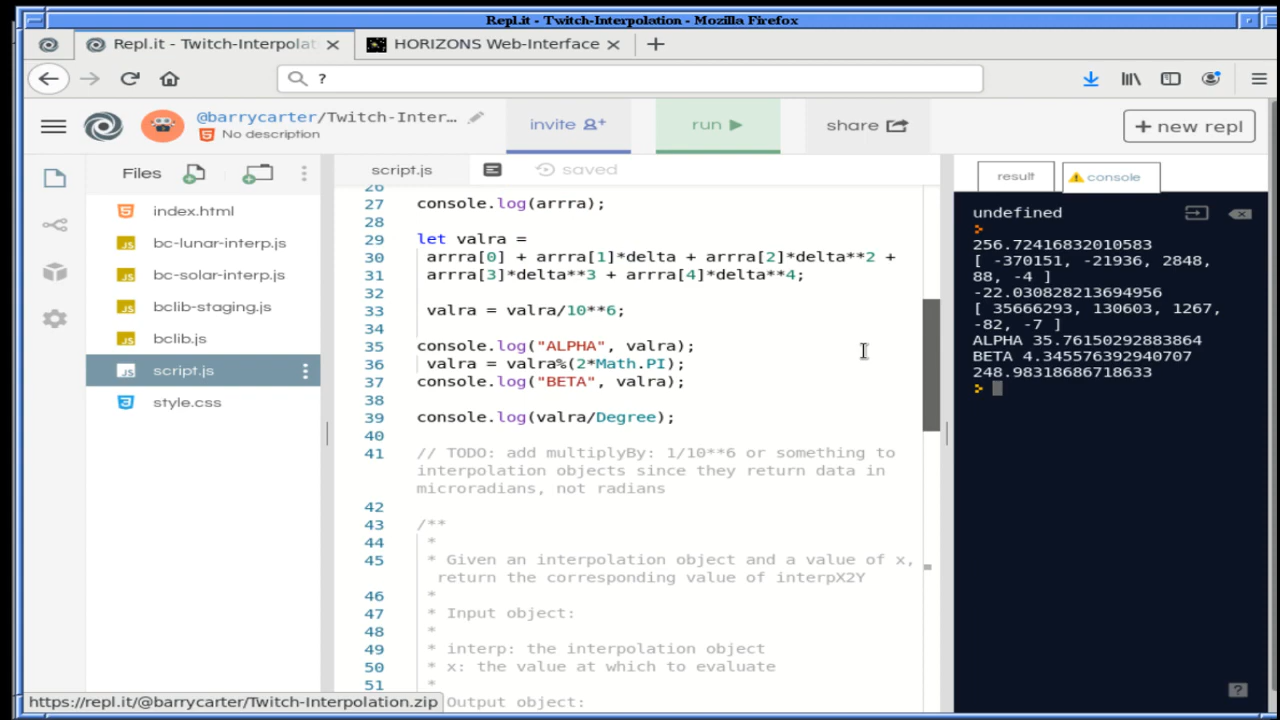 Repl.it - Twitch-Interpolation - Mozilla Firefox
Repl.it - Twitch-Interpolat
HORIZONS Web-Interface
?
@barrycarter/Twitch-Inter...
No description
invite
run
share
+ new repl
Files
script.js
saved
result
console
index.html
bc-lunar-interp.js
bc-solar-interp.js
bclib-staging.js
bclib.js
script.js
style.css
26
27 console.log(arrra);
28
29 let valra =
30 arrra[0] + arrra[1]*delta + arrra[2]*delta**2 +
31 arrra[3]*delta**3 + arrra[4]*delta**4;
32
33 valra = valra/10**6;
34
35 console.log("ALPHA", valra);
36 valra = valra%(2*Math.PI);
37 console.log("BETA", valra);
38
39 console.log(valra/Degree);
40
41 // TODO: add multiplyBy: 1/10**6 or something to
interpolation objects since they return data in
microradians, not radians
42
43 /**
44 *
45 * Given an interpolation object and a value of x,
return the corresponding value of interpX2Y
46 *
47 * Input object:
48 *
49 * interp: the interpolation object
50 * x: the value at which to evaluate
51 *
Output object:
undefined
256.72416832010583
[ -370151, -21936, 2848,
88, -4 ]
-22.030828213694956
[ 35666293, 130603, 1267,
-82, -7 ]
ALPHA 35.76150292883864
BETA 4.345576392940707
248.98318686718633
?
https://repl.it/@barrycarter/Twitch-Interpolation.zip